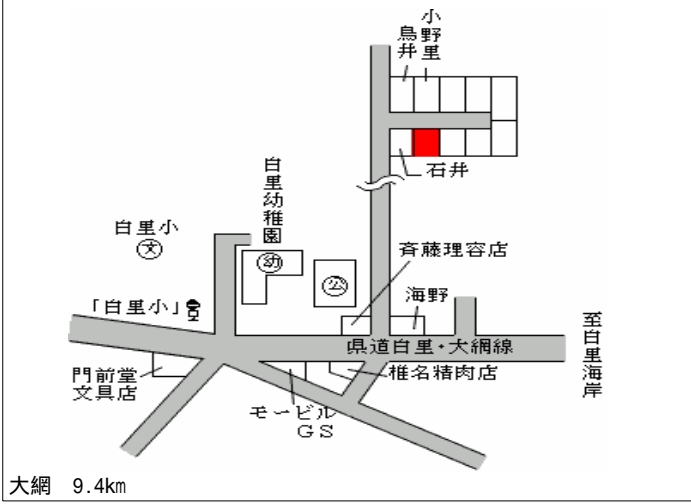 小野里
鳥井
石井
白里幼稚園
白里小
文
幼
公
斉藤理容店
海野
「白里小」
県道白里・大網線
至白里海岸
門前堂
文具店
椎名精肉店
モービル
GS
大網 9.4km